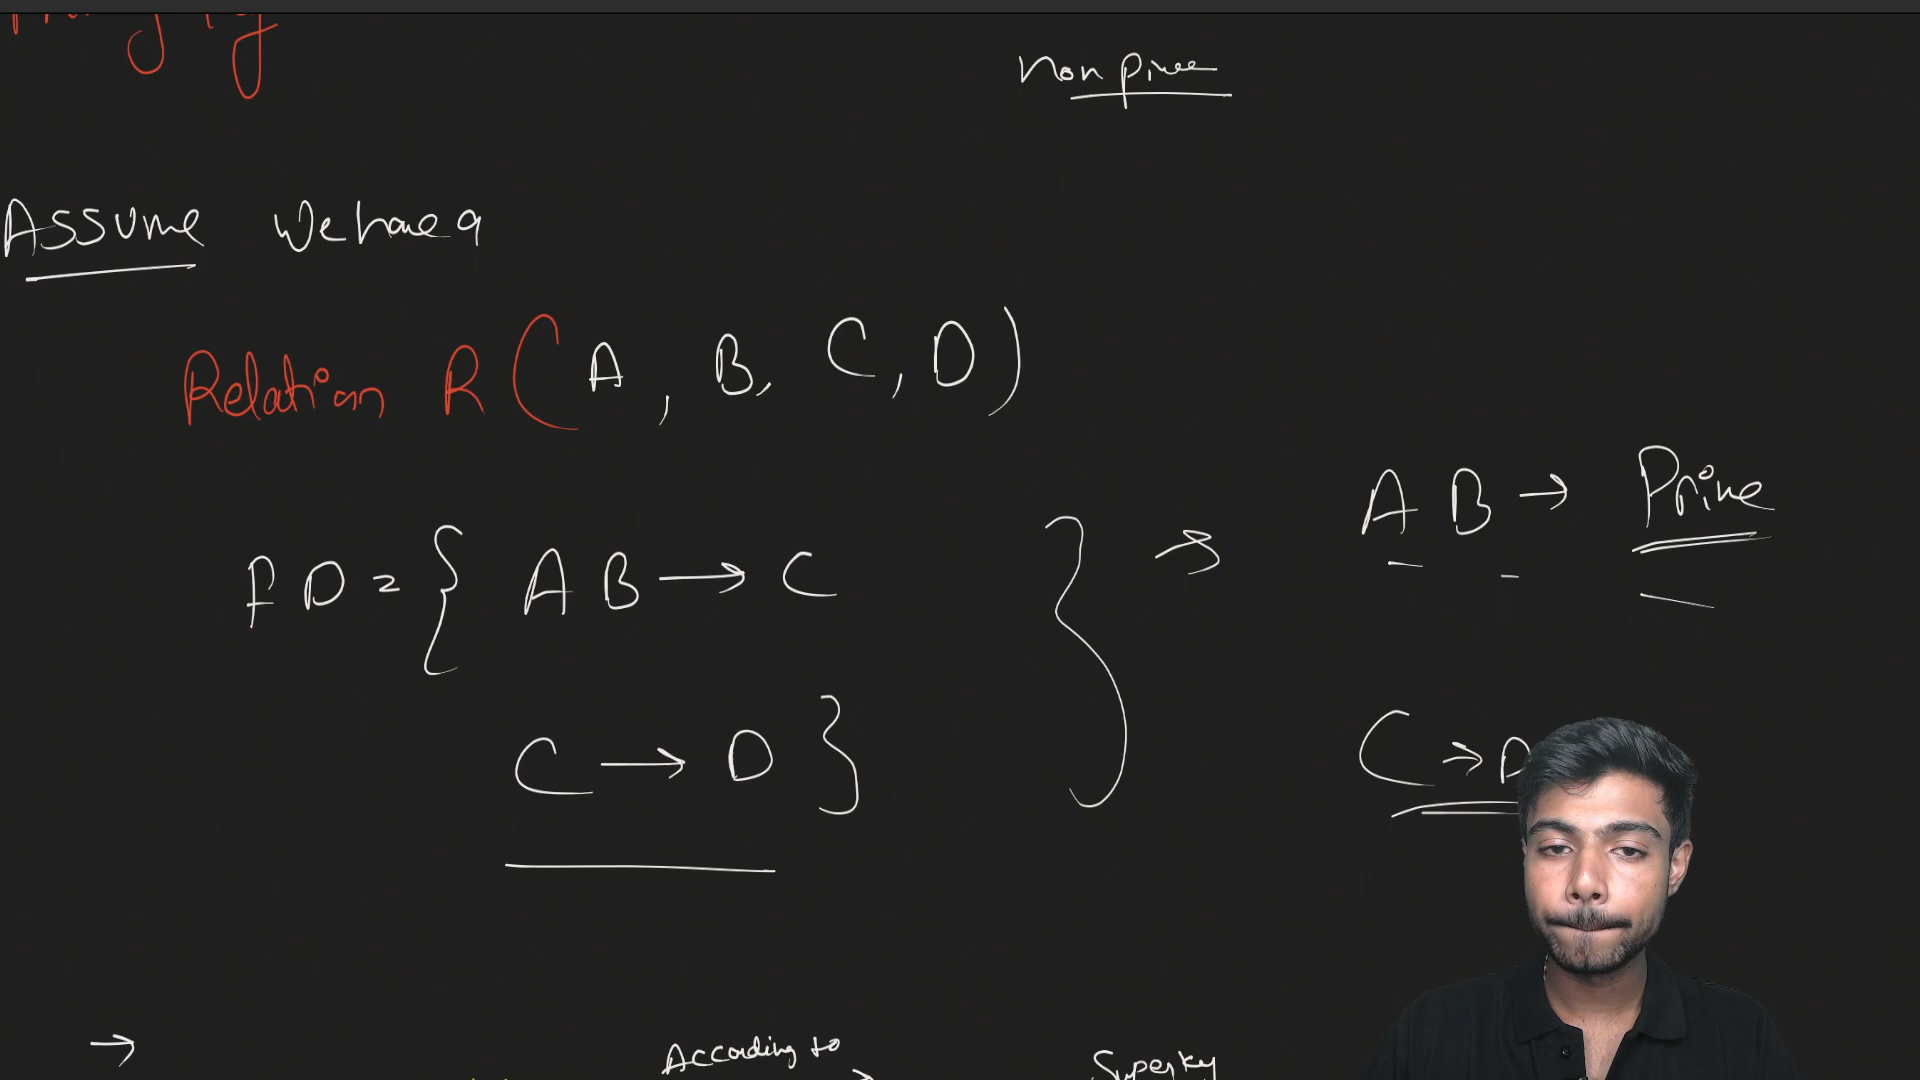 Non prime
Assume We have a
Relation R ( A , B, C, D )
FD = { AB → C
C → D }
} → AB → Prime
C → D
→
According to →
Superkey